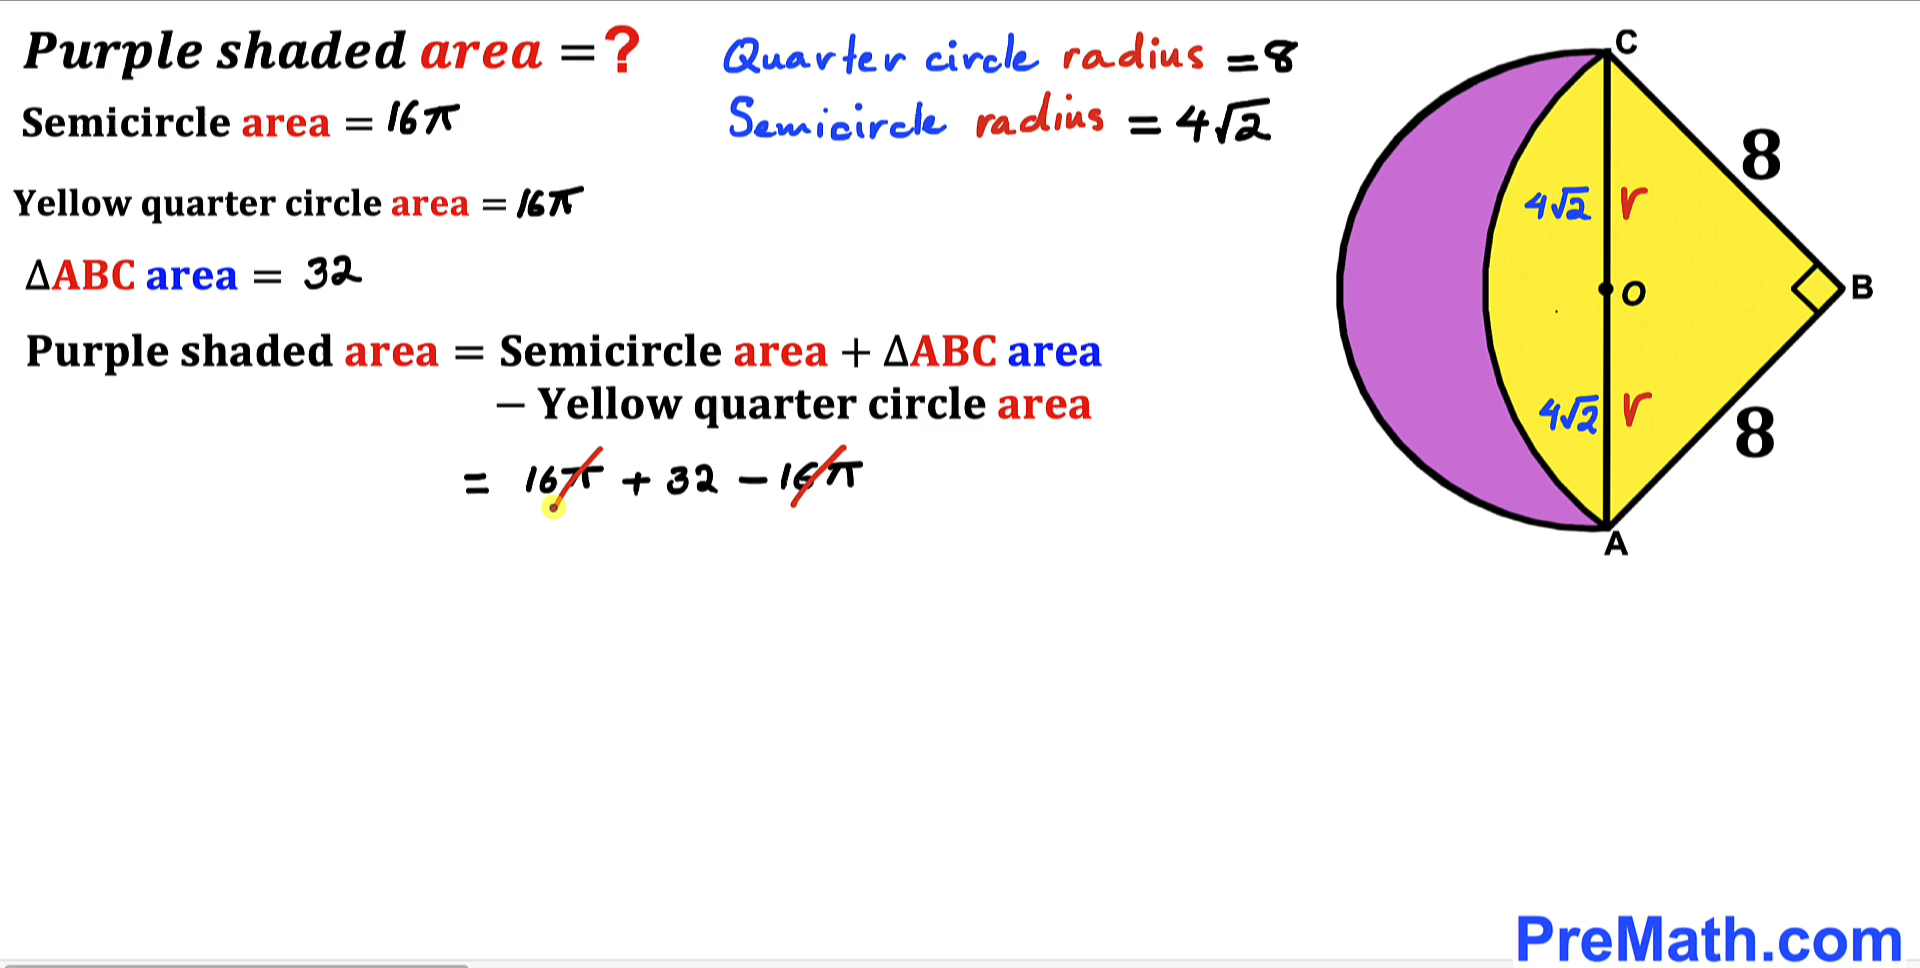 Purple shaded area =?
Quarter circle radius = 8
Semicircle area = 16π
Semicircle radius = 4√2
Yellow quarter circle area = 16π
ΔABC area = 32
Purple shaded area = Semicircle area + ΔABC area
− Yellow quarter circle area
= 16π + 32 − 16π
C
8
4√2 r
O
B
4√2 r
8
A
PreMath.com